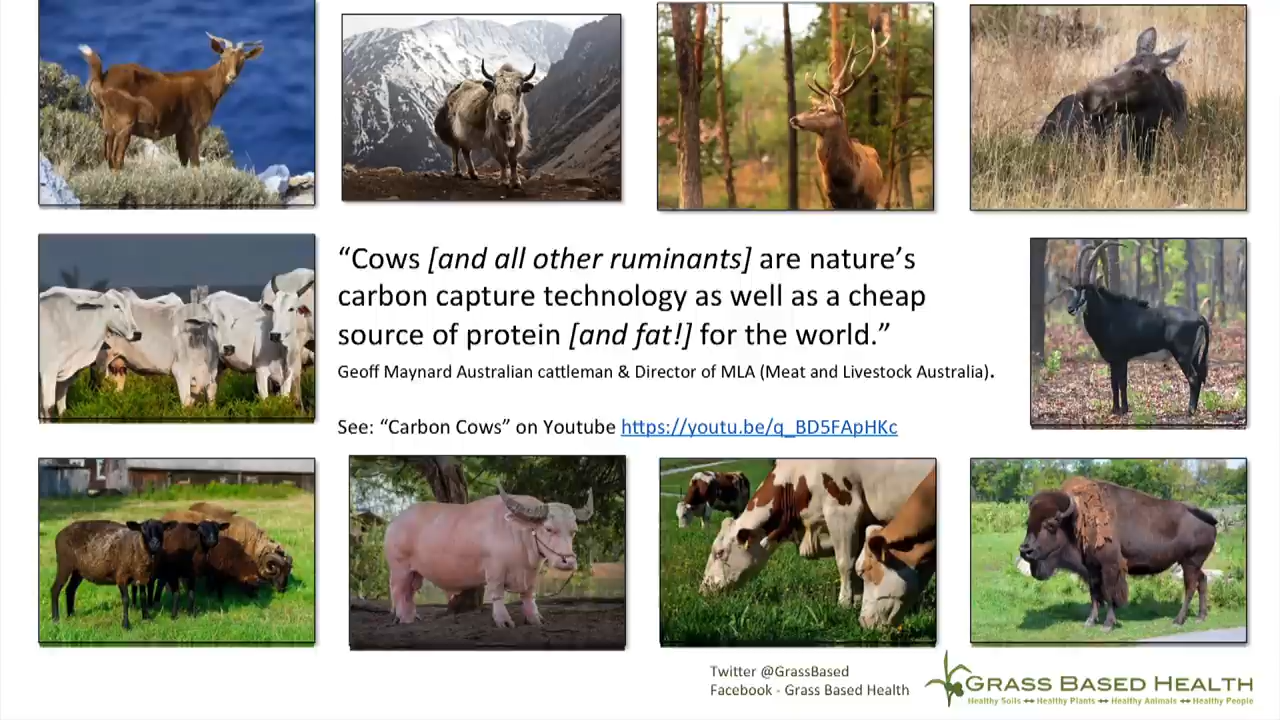 “Cows [and all other ruminants] are nature’s
carbon capture technology as well as a cheap
source of protein [and fat!] for the world.”
Geoff Maynard Australian cattleman & Director of MLA (Meat and Livestock Australia).
See: “Carbon Cows” on Youtube https://youtu.be/q_BD5FApHKc
Twitter @GrassBased
Facebook - Grass Based Health
GRASS BASED HEALTH
Healthy Soils ↔ Healthy Plants ↔ Healthy Animals ↔ Healthy People